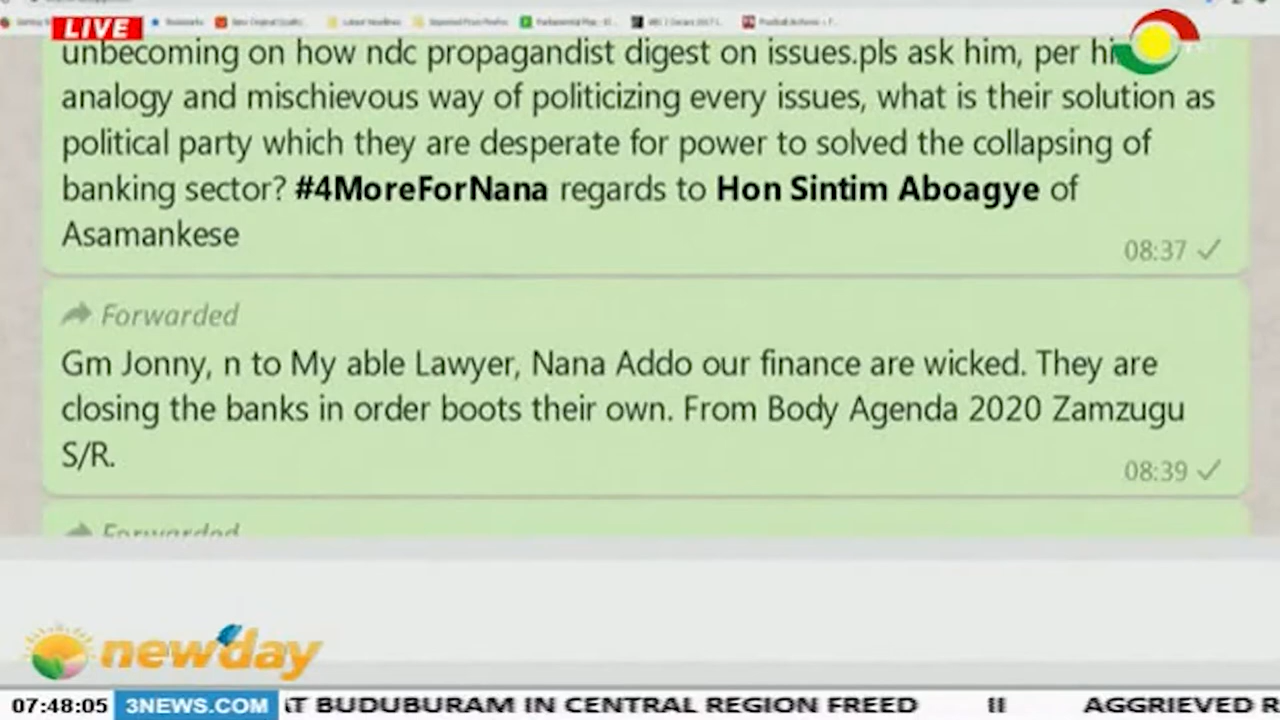 LIVE
unbecoming on how ndc propagandist digest on issues.pls ask him, per hi
analogy and mischievous way of politicizing every issues, what is their solution as
political party which they are desperate for power to solved the collapsing of
banking sector? #4MoreForNana regards to Hon Sintim Aboagye of
Asamankese
08:37
Forwarded
Gm Jonny, n to My able Lawyer, Nana Addo our finance are wicked. They are
closing the banks in order boots their own. From Body Agenda 2020 Zamzugu
S/R.
08:39
Forwarded
newday
07:48:05 3NEWS.COM AT BUDUBURAM IN CENTRAL REGION FREED II AGGRIEVED R